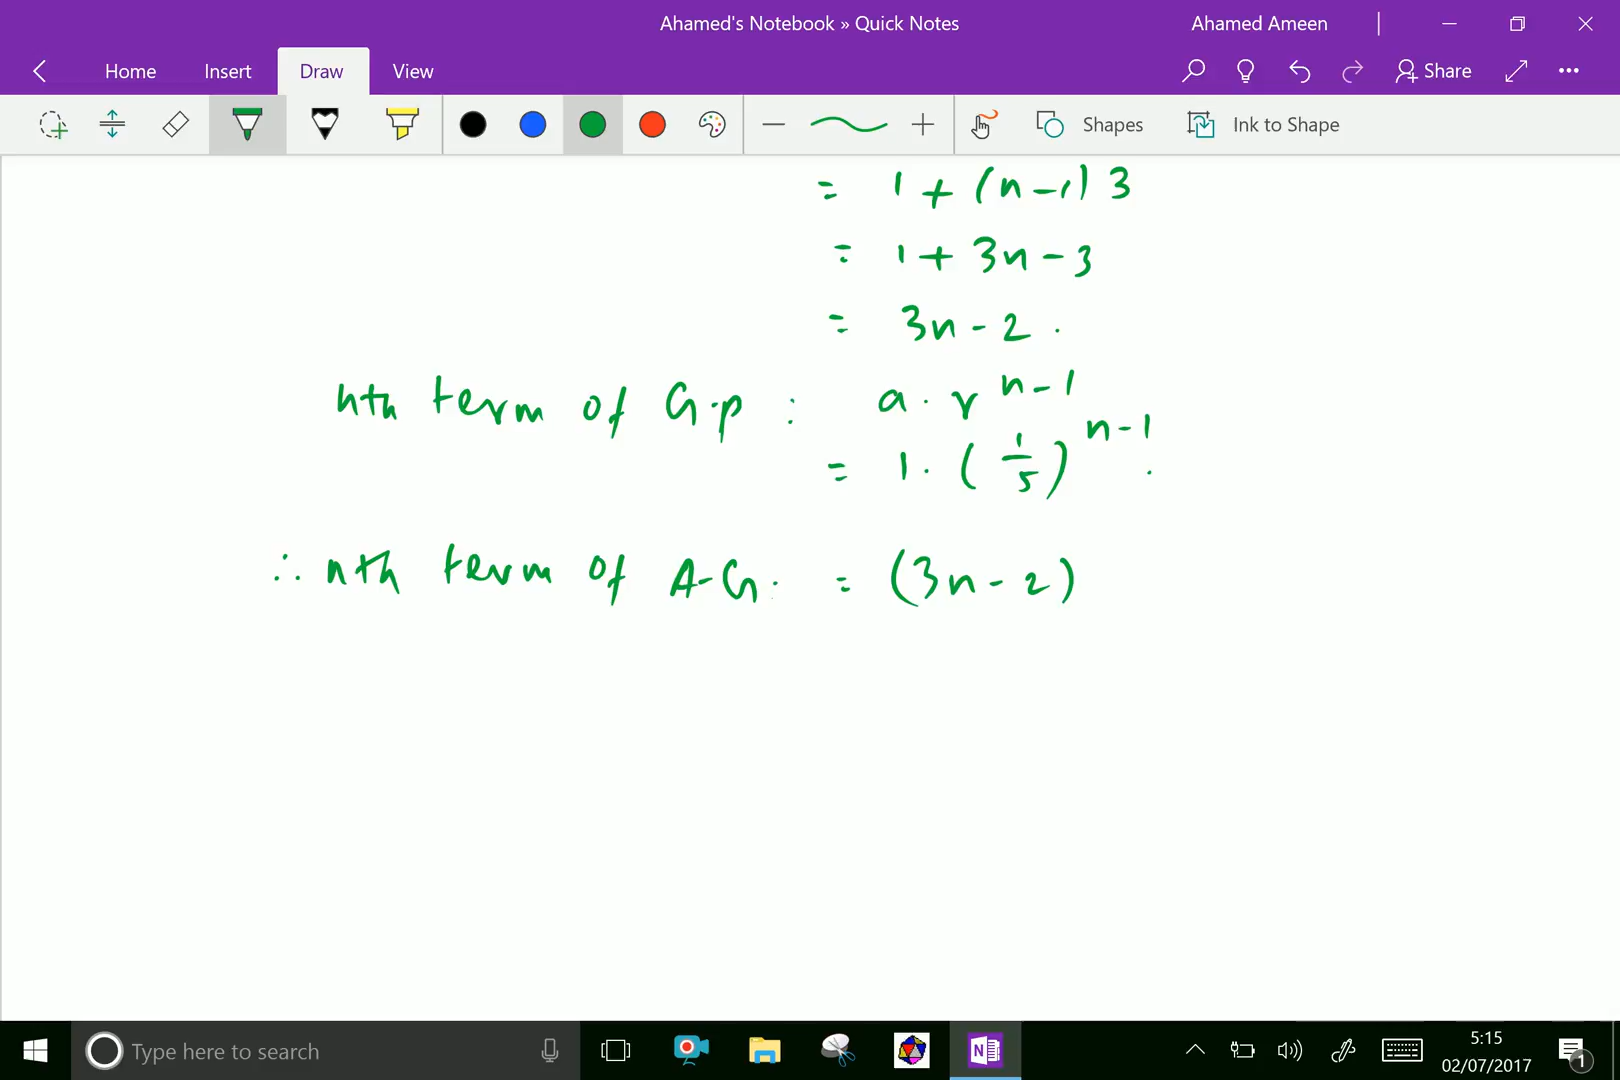 Ahamed's Notebook » Quick Notes
Ahamed Ameen
Home Insert Draw View
Share
Shapes
Ink to Shape
= 1 + (n-1) 3
= 1 + 3n - 3
= 3n - 2 .
nth term of G.p : a . r^n-1
= 1 . (1/5)^n-1 .
∴ nth term of A-G. = (3n - 2)
Type here to search
5:15
02/07/2017
1